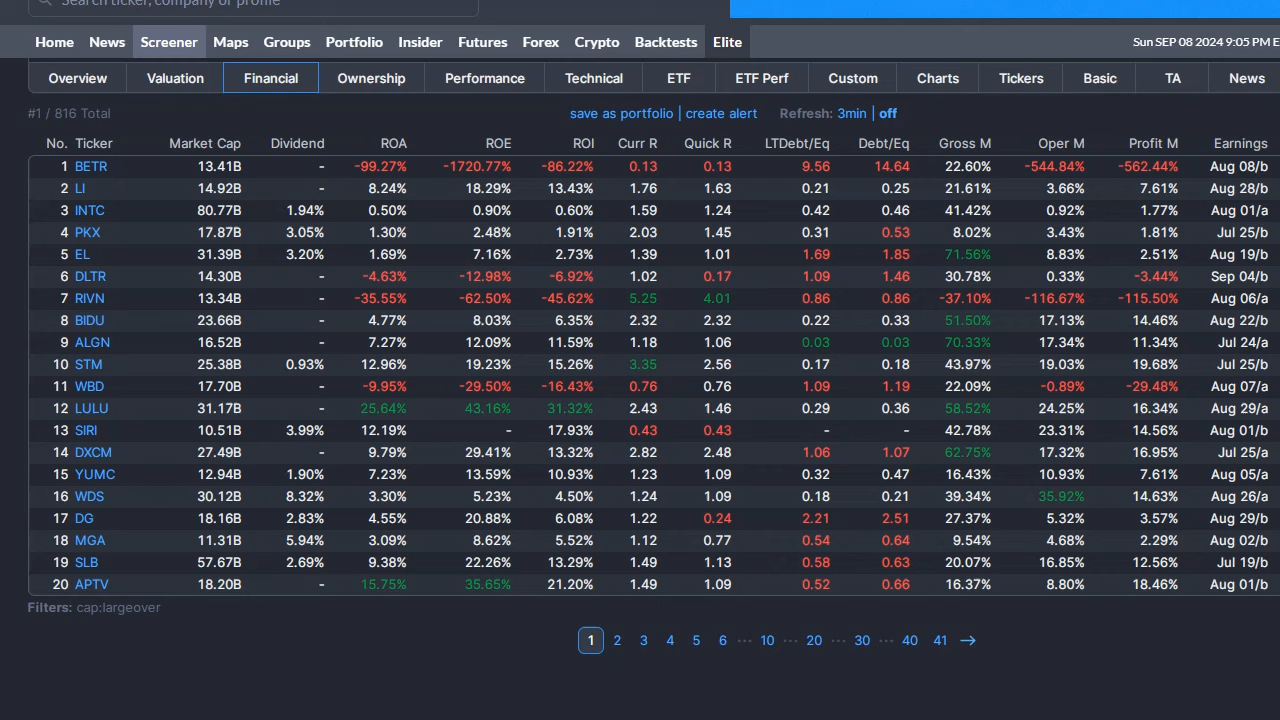 Search ticker, company or profile
Home News Screener Maps Groups Portfolio Insider Futures Forex Crypto Backtests Elite Sun SEP 08 2024 9:05 PM E
Overview Valuation Financial Ownership Performance Technical ETF ETF Perf Custom Charts Tickers Basic TA News
#1 / 816 Total save as portfolio | create alert Refresh: 3min | off
No. Ticker Market Cap Dividend ROA ROE ROI Curr R Quick R LTDebt/Eq Debt/Eq Gross M Oper M Profit M Earnings
1 BETR 13.41B - -99.27% -1720.77% -86.22% 0.13 0.13 9.56 14.64 22.60% -544.84% -562.44% Aug 08/b
2 LI 14.92B - 8.24% 18.29% 13.43% 1.76 1.63 0.21 0.25 21.61% 3.66% 7.61% Aug 28/b
3 INTC 80.77B 1.94% 0.50% 0.90% 0.60% 1.59 1.24 0.42 0.46 41.42% 0.92% 1.77% Aug 01/a
4 PKX 17.87B 3.05% 1.30% 2.48% 1.91% 2.03 1.45 0.31 0.53 8.02% 3.43% 1.81% Jul 25/b
5 EL 31.39B 3.20% 1.69% 7.16% 2.73% 1.39 1.01 1.69 1.85 71.56% 8.83% 2.51% Aug 19/b
6 DLTR 14.30B - -4.63% -12.98% -6.92% 1.02 0.17 1.09 1.46 30.78% 0.33% -3.44% Sep 04/b
7 RIVN 13.34B - -35.55% -62.50% -45.62% 5.25 4.01 0.86 0.86 -37.10% -116.67% -115.50% Aug 06/a
8 BIDU 23.66B - 4.77% 8.03% 6.35% 2.32 2.32 0.22 0.33 51.50% 17.13% 14.46% Aug 22/b
9 ALGN 16.52B - 7.27% 12.09% 11.59% 1.18 1.06 0.03 0.03 70.33% 17.34% 11.34% Jul 24/a
10 STM 25.38B 0.93% 12.96% 19.23% 15.26% 3.35 2.56 0.17 0.18 43.97% 19.03% 19.68% Jul 25/b
11 WBD 17.70B - -9.95% -29.50% -16.43% 0.76 0.76 1.09 1.19 22.09% -0.89% -29.48% Aug 07/a
12 LULU 31.17B - 25.64% 43.16% 31.32% 2.43 1.46 0.29 0.36 58.52% 24.25% 16.34% Aug 29/a
13 SIRI 10.51B 3.99% 12.19% - 17.93% 0.43 0.43 - - 42.78% 23.31% 14.56% Aug 01/b
14 DXCM 27.49B - 9.79% 29.41% 13.32% 2.82 2.48 1.06 1.07 62.75% 17.32% 16.95% Jul 25/a
15 YUMC 12.94B 1.90% 7.23% 13.59% 10.93% 1.23 1.09 0.32 0.47 16.43% 10.93% 7.61% Aug 05/a
16 WDS 30.12B 8.32% 3.30% 5.23% 4.50% 1.24 1.09 0.18 0.21 39.34% 35.92% 14.63% Aug 26/a
17 DG 18.16B 2.83% 4.55% 20.88% 6.08% 1.22 0.24 2.21 2.51 27.37% 5.32% 3.57% Aug 29/b
18 MGA 11.31B 5.94% 3.09% 8.62% 5.52% 1.12 0.77 0.54 0.64 9.54% 4.68% 2.29% Aug 02/b
19 SLB 57.67B 2.69% 9.38% 22.26% 13.29% 1.49 1.13 0.58 0.63 20.07% 16.85% 12.56% Jul 19/b
20 APTV 18.20B - 15.75% 35.65% 21.20% 1.49 1.09 0.52 0.66 16.37% 8.80% 18.46% Aug 01/b
Filters: cap:largeover
1 2 3 4 5 6 ··· 10 ··· 20 ··· 30 ··· 40 41 →